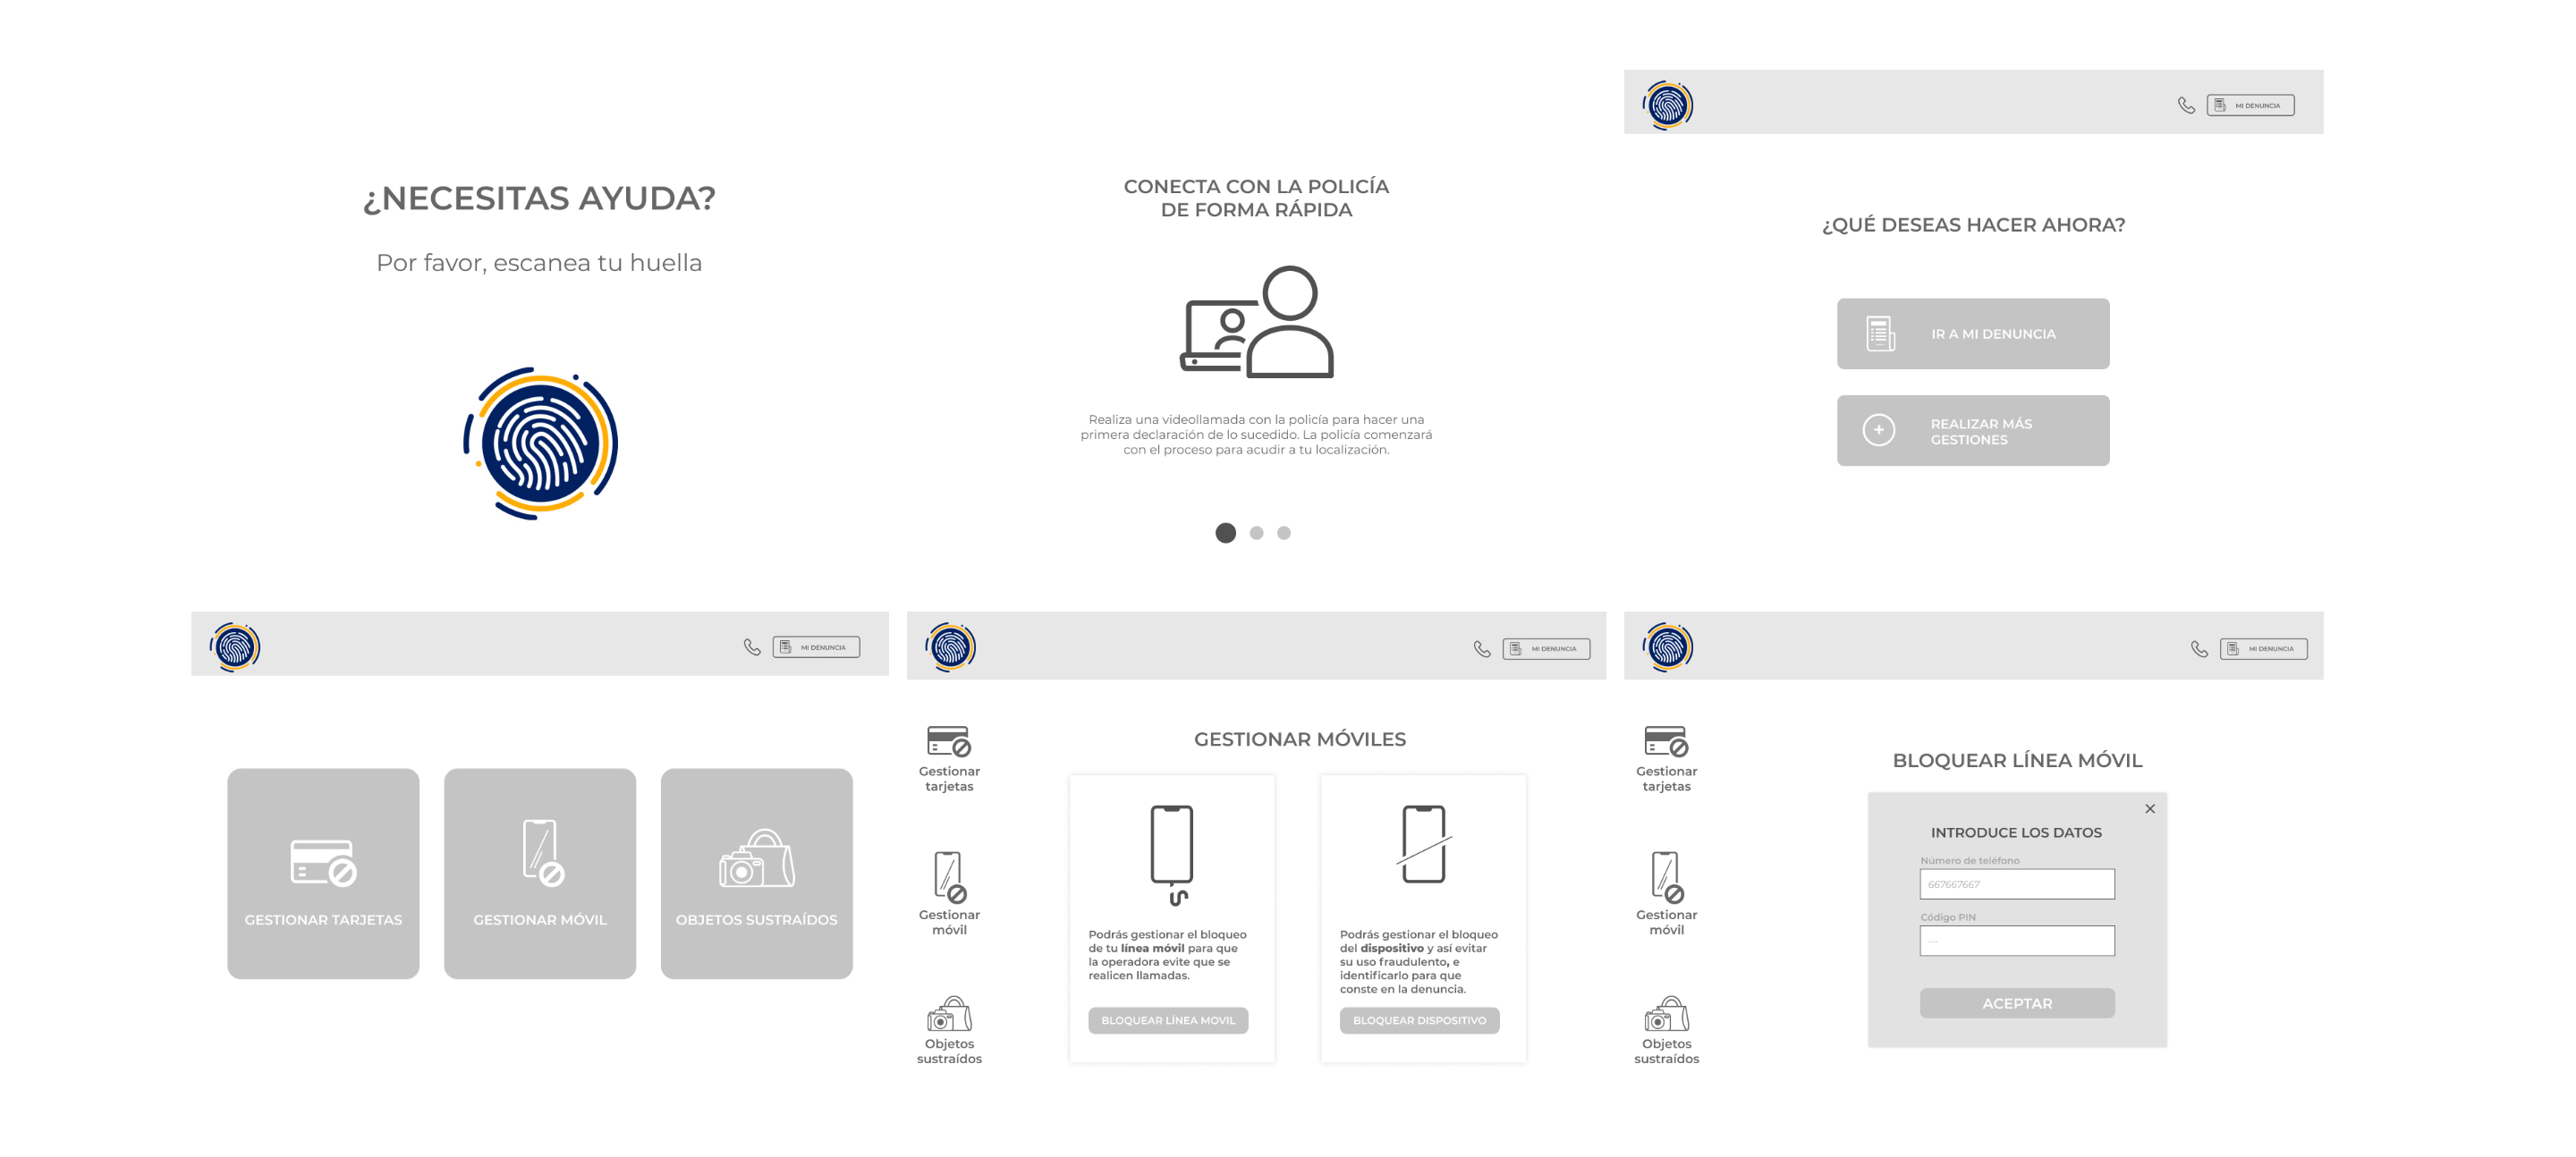 ¿NECESITAS AYUDA?
Por favor, escanea tu huella
CONECTA CON LA POLICÍA
DE FORMA RÁPIDA
Realiza una videollamada con la policía para hacer una
primera declaración de lo sucedido. La policía comenzará
con el proceso para acudir a tu localización.
MI DENUNCIA
¿QUÉ DESEAS HACER AHORA?
IR A MI DENUNCIA
REALIZAR MÁS
GESTIONES
MI DENUNCIA
GESTIONAR TARJETAS
GESTIONAR MÓVIL
OBJETOS SUSTRAÍDOS
MI DENUNCIA
Gestionar
tarjetas
Gestionar
móvil
Objetos
sustraídos
GESTIONAR MÓVILES
Podrás gestionar el bloqueo
de tu línea móvil para que
la operadora evite que se
realicen llamadas.
BLOQUEAR LÍNEA MOVIL
Podrás gestionar el bloqueo
del dispositivo y así evitar
su uso fraudulento, e
identificarlo para que
conste en la denuncia.
BLOQUEAR DISPOSITIVO
MI DENUNCIA
Gestionar
tarjetas
Gestionar
móvil
Objetos
sustraídos
BLOQUEAR LÍNEA MÓVIL
INTRODUCE LOS DATOS
Número de teléfono
667667667
Código PIN
....
ACEPTAR